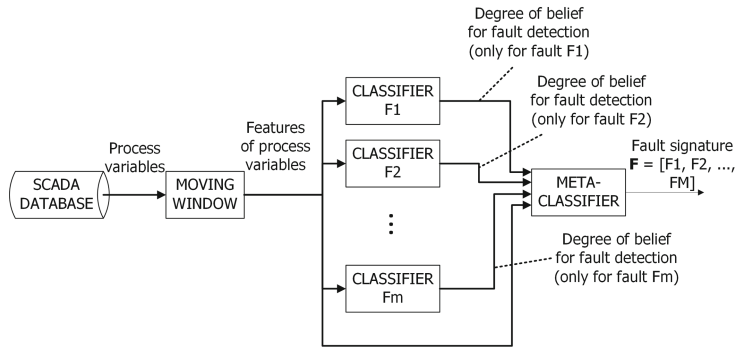 Degree of belief
for fault detection
(only for fault F1)
Degree of belief
for fault detection
(only for fault F2)
CLASSIFIER
F1
Process
variables
Features
of process
variables
CLASSIFIER
F2
Fault signature
F = [F1, F2, ...,
FM]
SCADA
DATABASE
MOVING
WINDOW
META-
CLASSIFIER
⋮
Degree of belief
for fault detection
(only for fault Fm)
CLASSIFIER
Fm